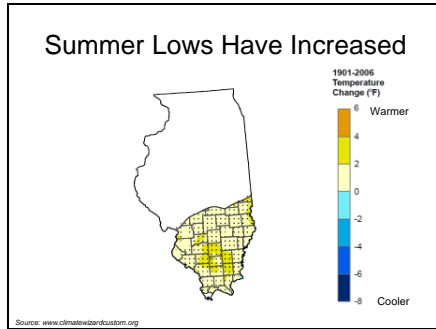 Summer Lows Have Increased
1901-2006
Temperature
Change (°F)
6
Warmer
4
2
0
-2
-4
-6
-8
Cooler
Source: www.climatewizardcustom.org